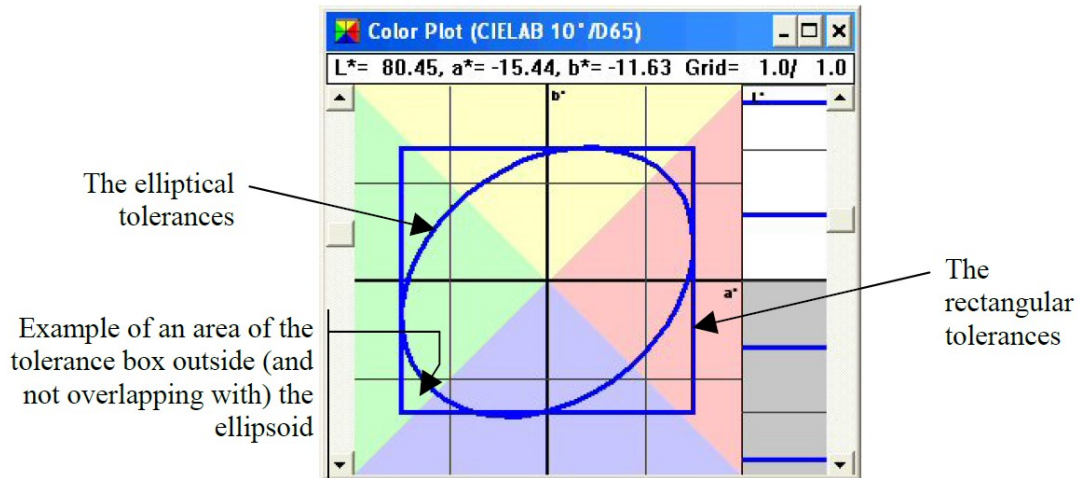 Color Plot (CIELAB 10°/D65)
L*= 80.45, a*= -15.44, b*= -11.63 Grid= 1.0/ 1.0
b*
L*
The elliptical
tolerances
a*
The
rectangular
tolerances
Example of an area of the
tolerance box outside (and
not overlapping with) the
ellipsoid